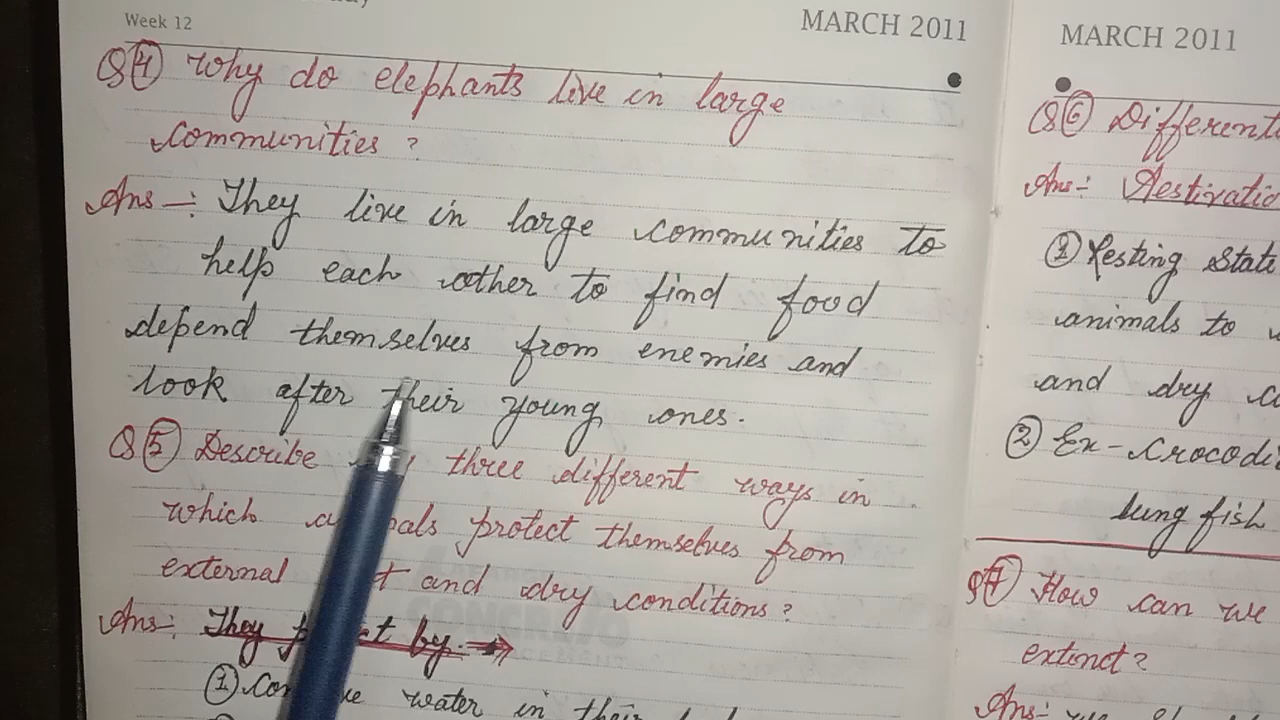 Week 12
MARCH 2011
Q④ Why do elephants live in large
communities ?
Ans –: They live in large communities to
help each other to find food
depend themselves from enemies and
look after their young ones.
Q⑤ Describe three different ways in
which protect themselves from
external and dry conditions?
Ans–: They by. →
① water in their
MARCH 2011
Q⑥
Ans–:
① Resting State
animals to
and dry
② Ex-
lung fish
Q⑦ How can we
extinct?
Ans–: we